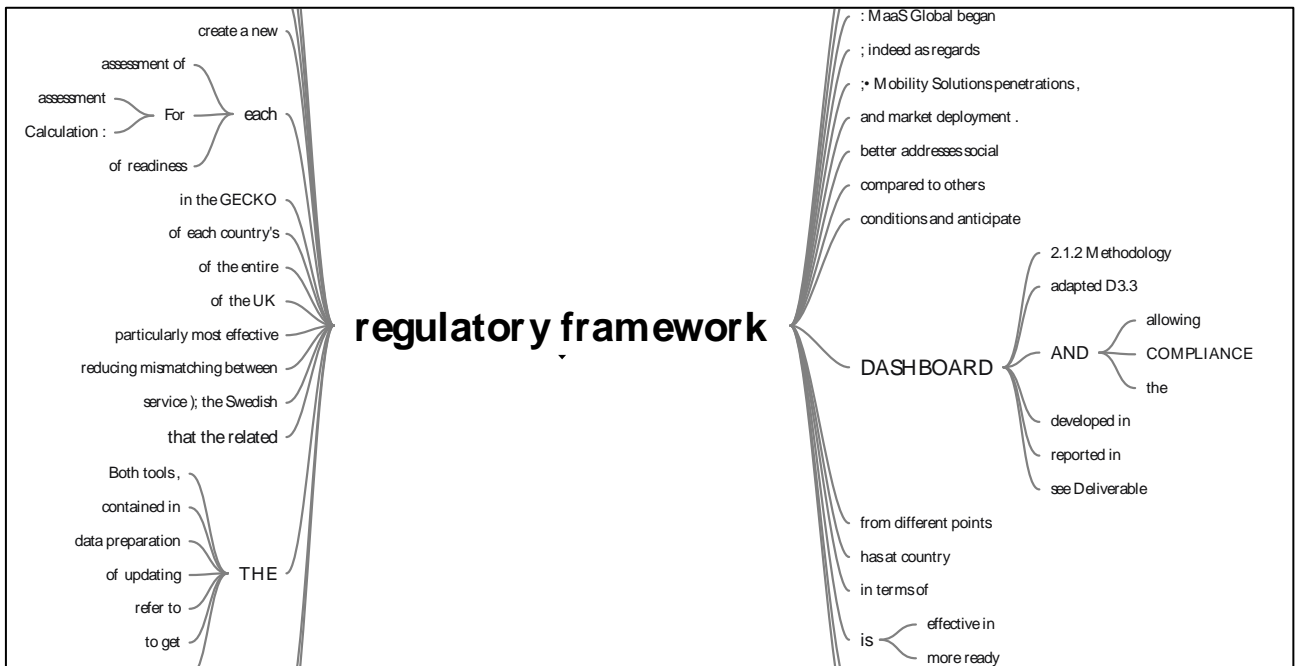 create a new
assessment of
assessment
Calculation :
For
each
of readiness
in the GECKO
of each country's
of the entire
of the UK
particularly most effective
reducing mismatching between
service ); the Swedish
that the related
Both tools ,
contained in
data preparation
of updating
refer to
to get
THE
regulatory framework
: MaaS Global began
; indeed as regards
;• Mobility Solutions penetrations ,
and market deployment .
better addresses social
compared to others
conditions and anticipate
DASHBOARD
2.1.2 Methodology
adapted D3.3
AND
allowing
COMPLIANCE
the
developed in
reported in
see Deliverable
from different points
has at country
in terms of
is
effective in
more ready